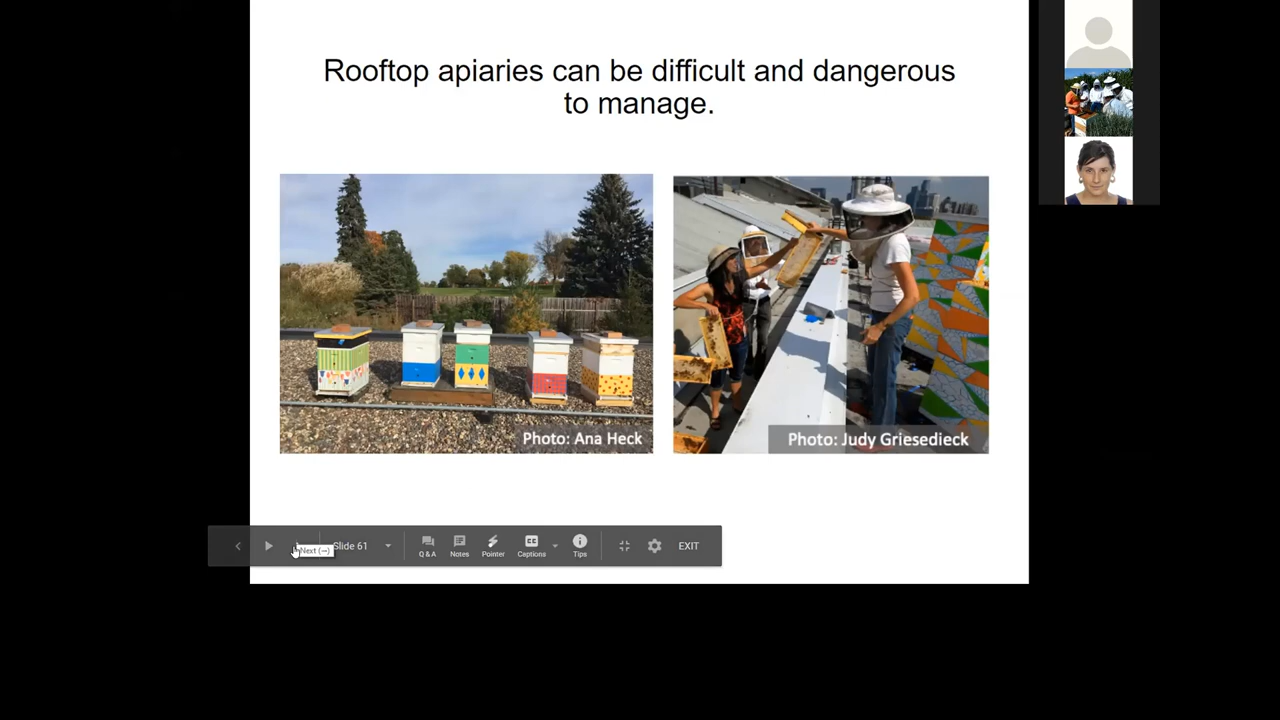 Rooftop apiaries can be difficult and dangerous
to manage.
Photo: Ana Heck
Photo: Judy Griesedieck
Next (→)
Slide 61
Q & A
Notes
Pointer
CC
Captions
Tips
EXIT